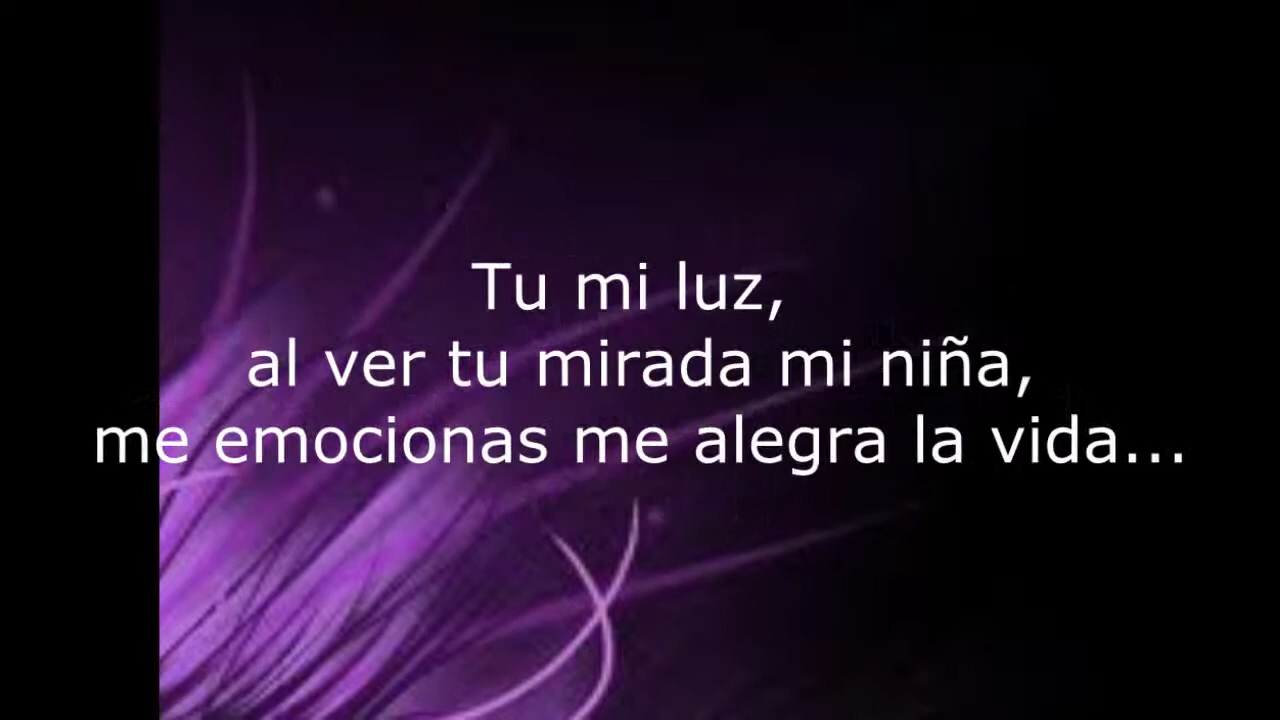 Tu mi luz,
al ver tu mirada mi niña,
me emocionas me alegra la vida...